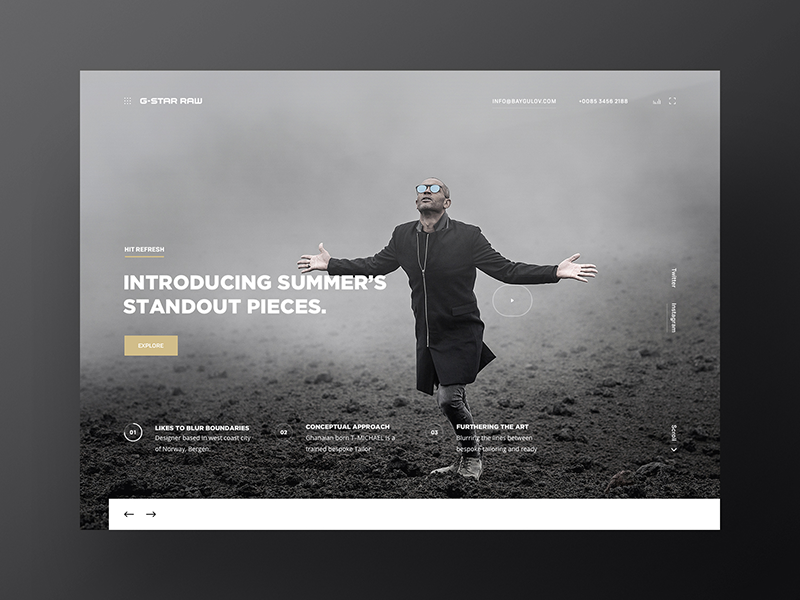 G-STAR RAW
INFO@BAYGULOV.COM
+0085 3456 2188
HIT REFRESH
INTRODUCING SUMMER'S
STANDOUT PIECES.
EXPLORE
Twitter
Instagram
Scroll
01
LIKES TO BLUR BOUNDARIES
Designer based in west coast city
of Norway, Bergen.
02
CONCEPTUAL APPROACH
Ghanaian born T-MICHAEL is a
trained bespoke Tailor
03
FURTHERING THE ART
Blurring the lines between
bespoke tailoring and ready